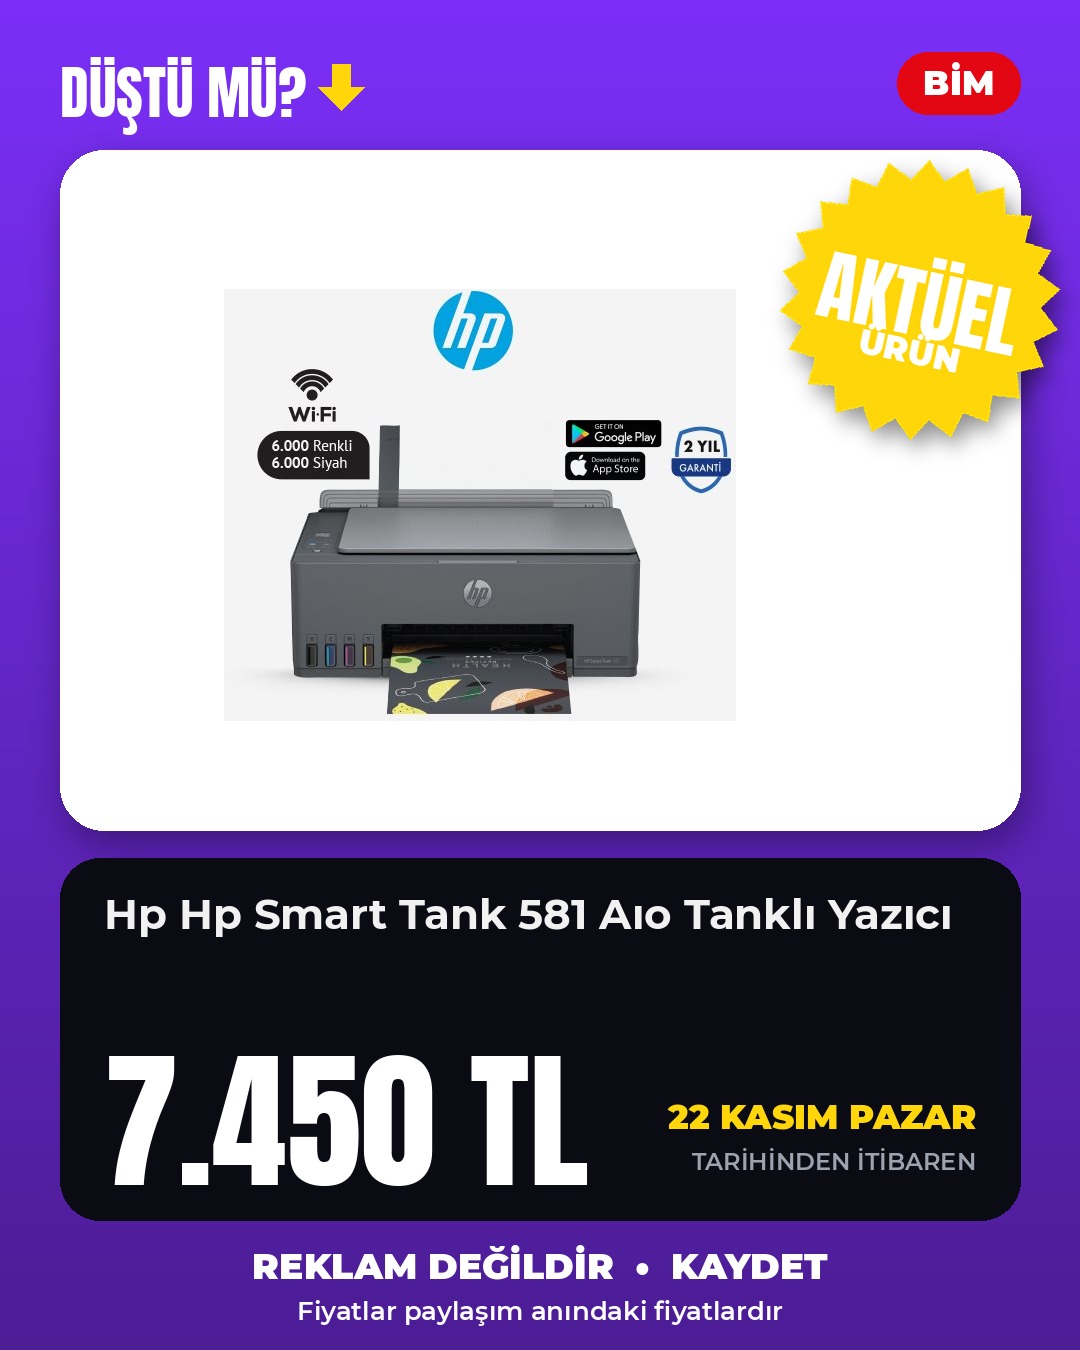 DÜŞTÜ MÜ?
BİM
AKTÜEL
ÜRÜN
hp
Wi-Fi
6.000 Renkli
6.000 Siyah
GET IT ON
Google Play
Download on the
App Store
2 YIL
GARANTİ
hp
HEALTH
Hp Hp Smart Tank 581 Aıo Tanklı Yazıcı
7.450 TL
22 KASIM PAZAR
TARİHİNDEN İTİBAREN
REKLAM DEĞİLDİR • KAYDET
Fiyatlar paylaşım anındaki fiyatlardır